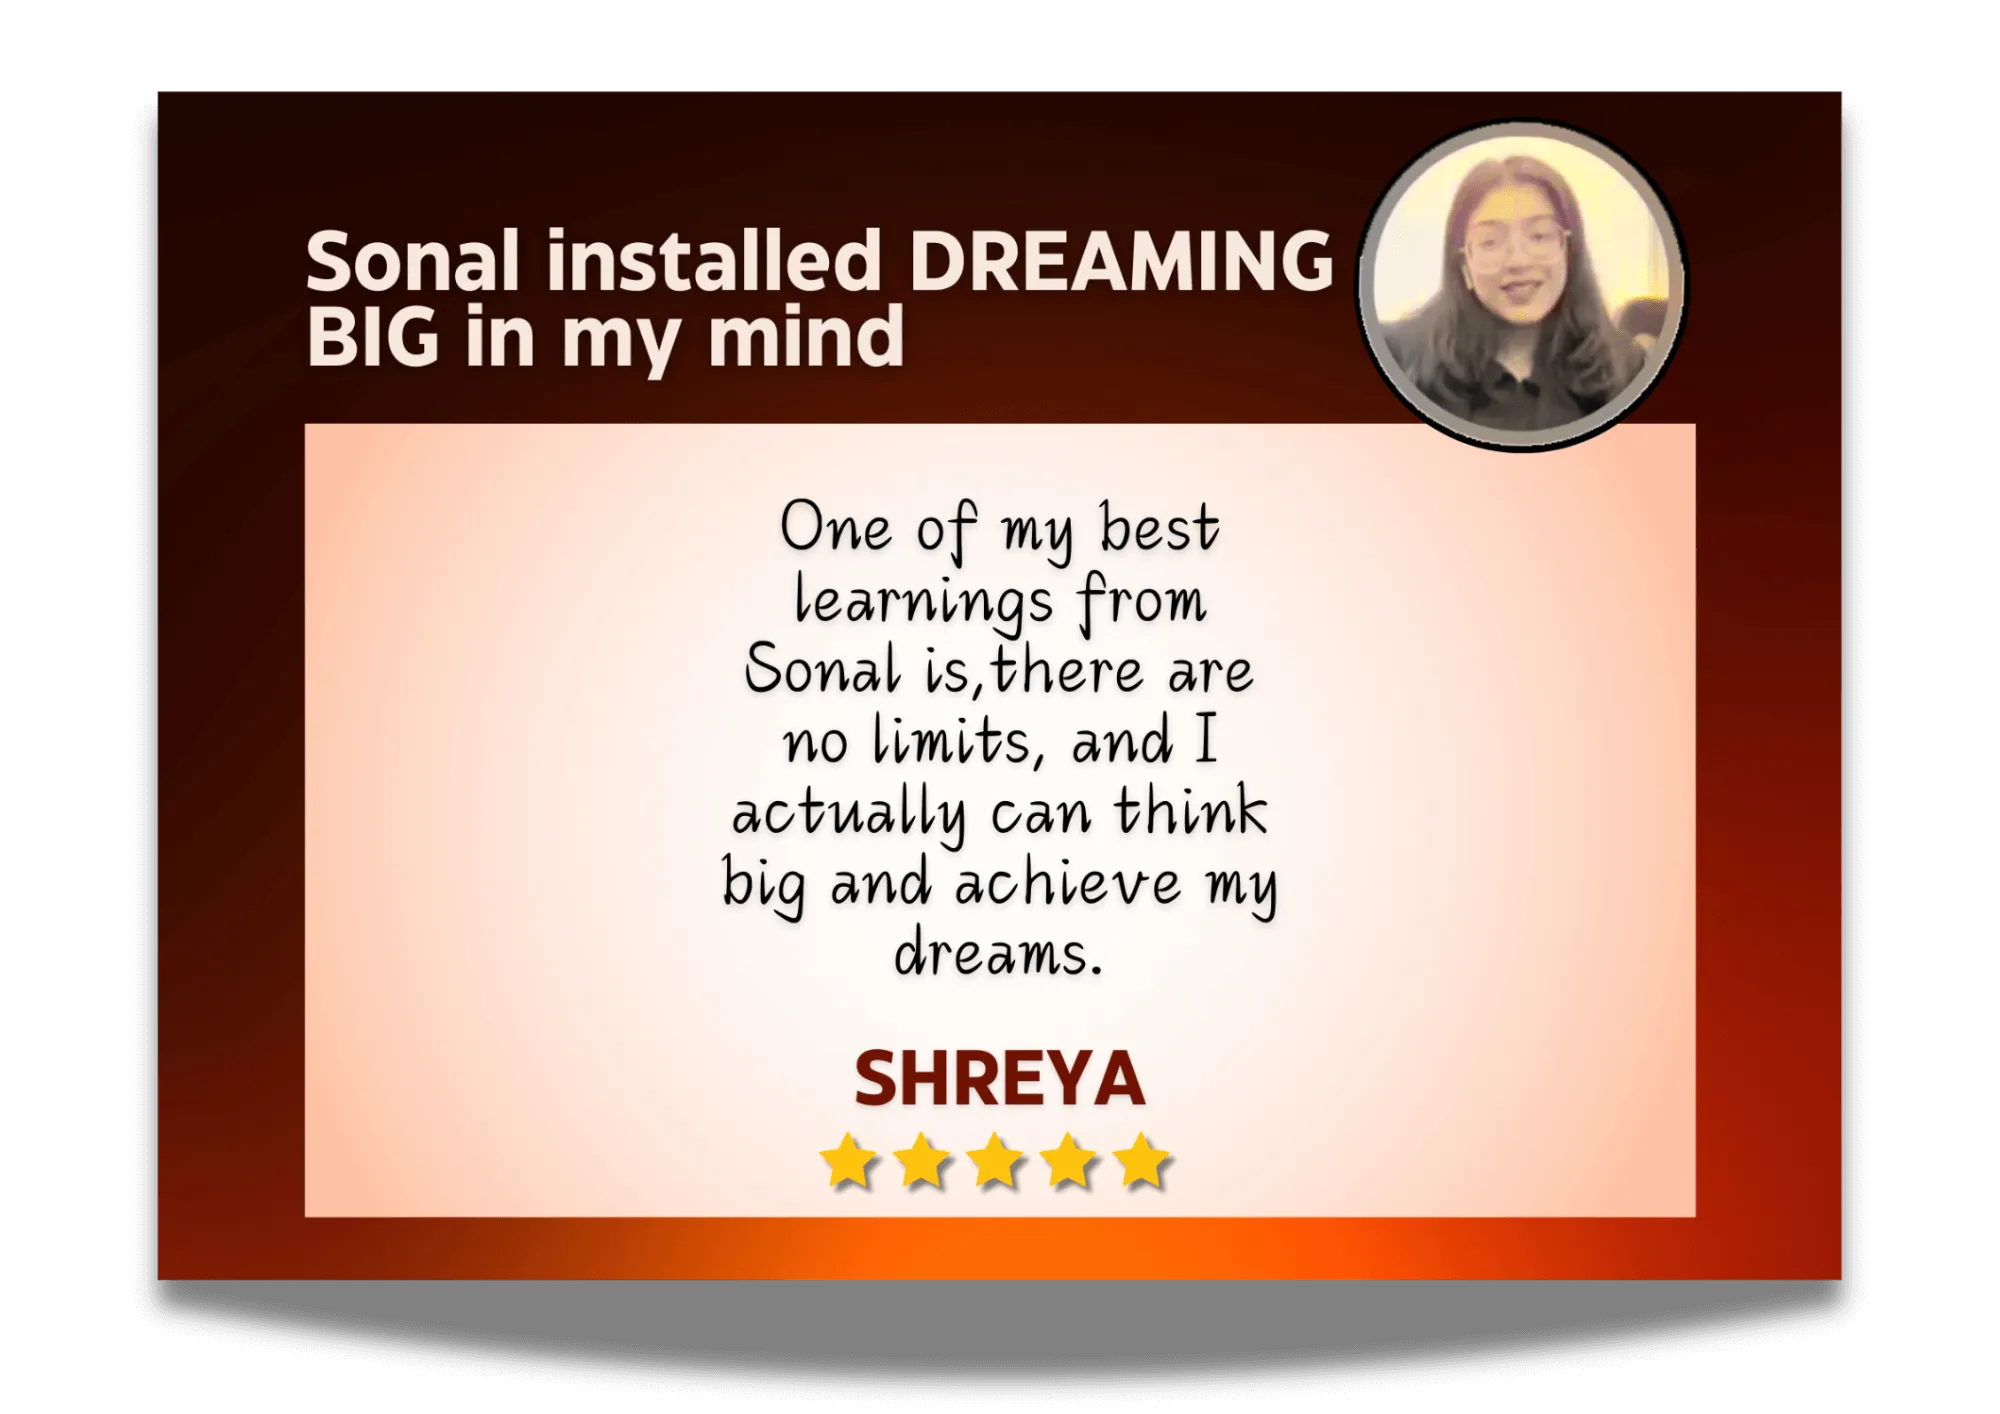 Sonal installed DREAMING
BIG in my mind
One of my best
learnings from
Sonal is,there are
no limits, and I
actually can think
big and achieve my
dreams.
SHREYA